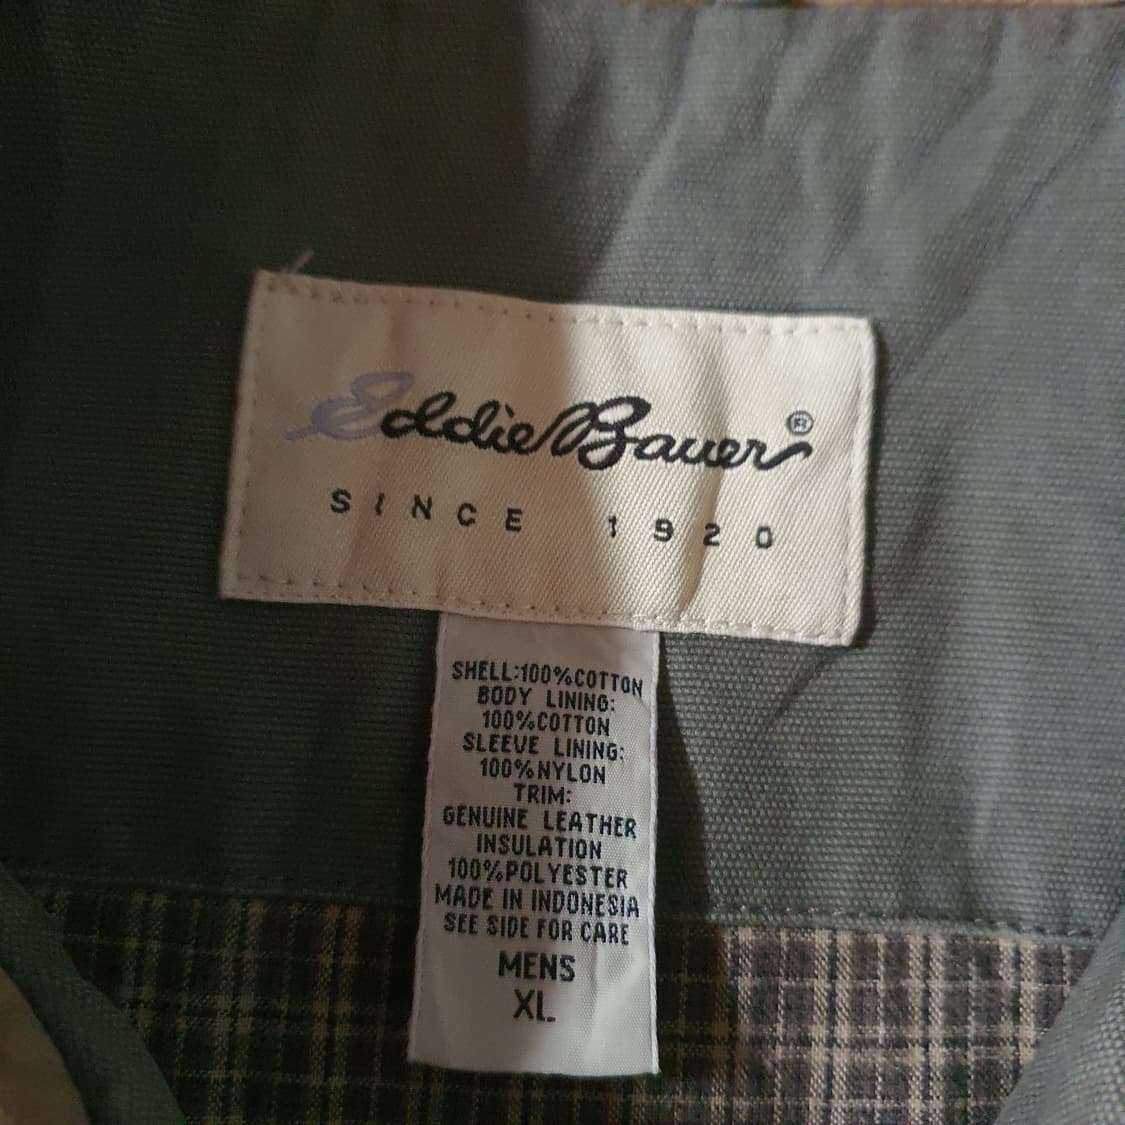 Eddie Bauer®
SINCE 1920
SHELL:100%COTTON
BODY LINING:
100%COTTON
SLEEVE LINING:
100%NYLON
TRIM:
GENUINE LEATHER
INSULATION
100%POLYESTER
MADE IN INDONESIA
SEE SIDE FOR CARE
MENS
XL